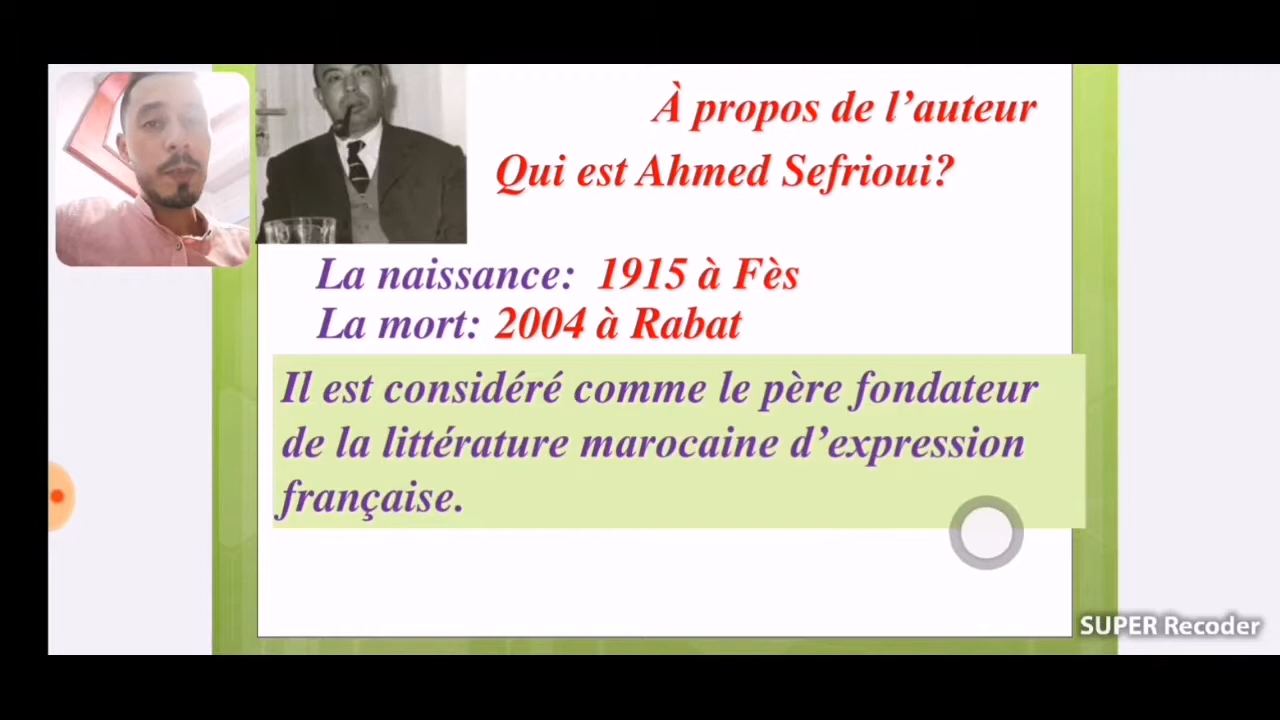 À propos de l’auteur
Qui est Ahmed Sefrioui?
La naissance: 1915 à Fès
La mort: 2004 à Rabat
Il est considéré comme le père fondateur
de la littérature marocaine d’expression
française.
SUPER Recoder